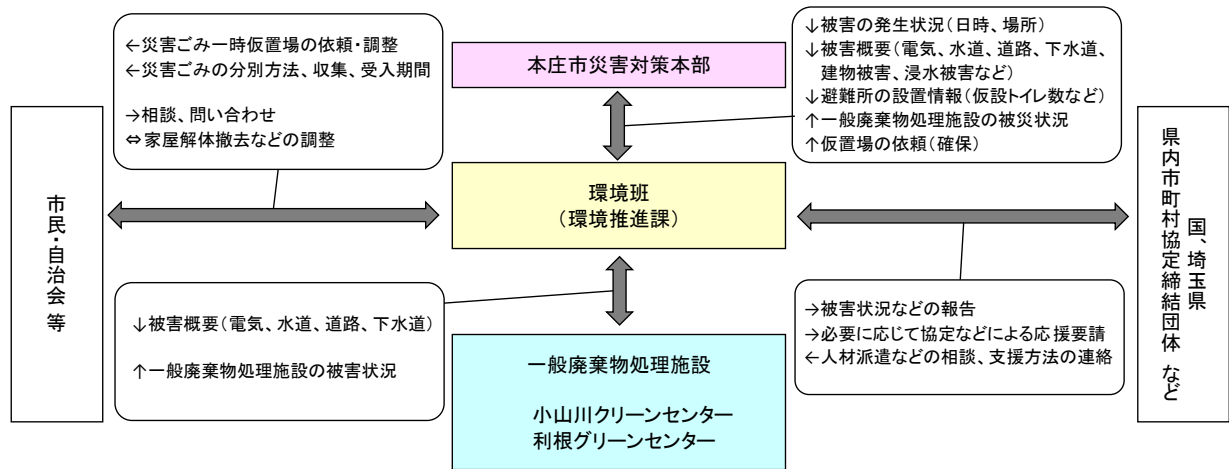 ←災害ごみ一時仮置場の依頼・調整
←災害ごみの分別方法、収集、受入期間
→相談、問い合わせ
⇔家屋解体撤去などの調整
本庄市災害対策本部
↓被害の発生状況(日時、場所)
↓被害概要(電気、水道、道路、下水道、
建物被害、浸水被害など)
↓避難所の設置情報(仮設トイレ数など)
↑一般廃棄物処理施設の被災状況
↑仮置場の依頼(確保)
市民・自治会 等
環境班
(環境推進課)
国、埼玉県
県内市町村協定締結団体 など
↓被害概要(電気、水道、道路、下水道)
↑一般廃棄物処理施設の被害状況
一般廃棄物処理施設
小山川クリーンセンター
利根グリーンセンター
→被害状況などの報告
→必要に応じて協定などによる応援要請
←人材派遣などの相談、支援方法の連絡